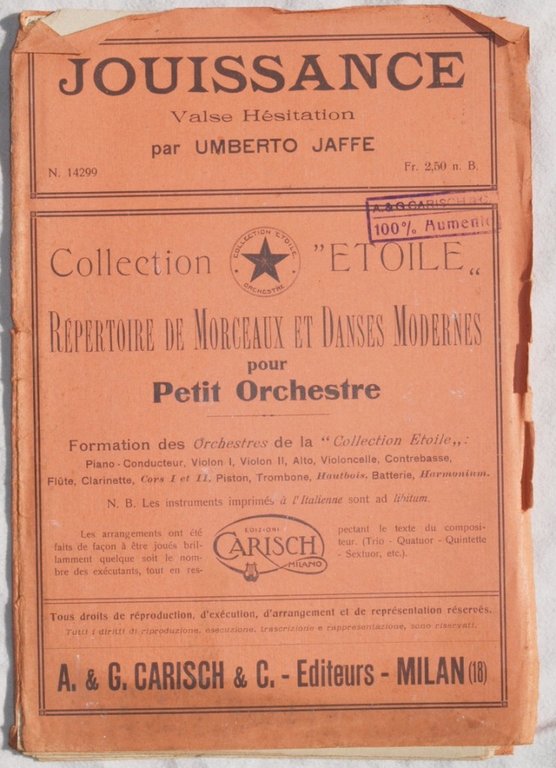 JOUISSANCE
Valse Hésitation
par UMBERTO JAFFE
N. 14299
Fr. 2,50 n. B.
A. & G. CARISCH & C.
100% Aumento
Collection "ETOILE„
COLLECTION "ETOILE„
ORCHESTRE
RÉPERTOIRE DE MORCEAUX ET DANSES MODERNES
pour
Petit Orchestre
Formation des Orchestres de la "Collection Etoile„:
Piano-Conducteur, Violon I, Violon II, Alto, Violoncelle, Contrebasse,
Flûte, Clarinette, Cors I et II, Piston, Trombone, Hautbois, Batterie, Harmonium.
N. B. Les instruments imprimés à l'Italienne sont ad libitum.
Les arrangements ont été
faits de façon à être joués bril-
lamment quelque soit le nom-
bre des exécutants, tout en res-
EDIZIONI
CARISCH
MILANO
pectant le texte du composi-
teur. (Trio - Quatuor - Quintette
- Sextuor, etc.).
Tous droits de réproduction, d'exécution, d'arrangement et de représentation réservés.
Tutti i diritti di riproduzione, esecuzione, trascrizione e rappresentazione, sono riservati.
A. & G. CARISCH & C. - Editeurs - MILAN (18)